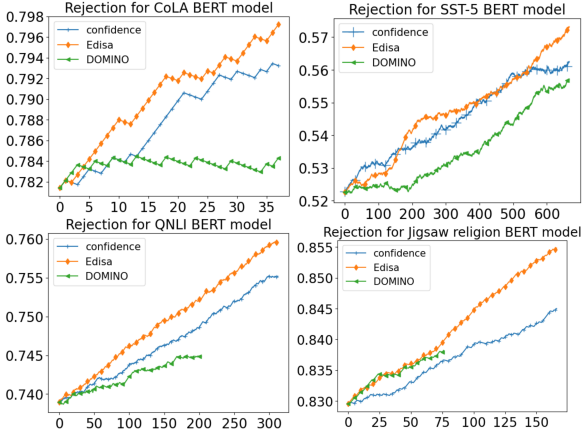 Rejection for CoLA BERT model
0.798
0.796
0.794
0.792
0.790
0.788
0.786
0.784
0.782
confidence
Edisa
DOMINO
0 5 10 15 20 25 30 35
Rejection for SST-5 BERT model
0.57
0.56
0.55
0.54
0.53
0.52
confidence
Edisa
DOMINO
0 100 200 300 400 500 600
Rejection for QNLI BERT model
0.760
0.755
0.750
0.745
0.740
confidence
Edisa
DOMINO
0 50 100 150 200 250 300
Rejection for Jigsaw religion BERT model
0.855
0.850
0.845
0.840
0.838
0.830
confidence
Edisa
DOMINO
0 25 50 75 100 125 150